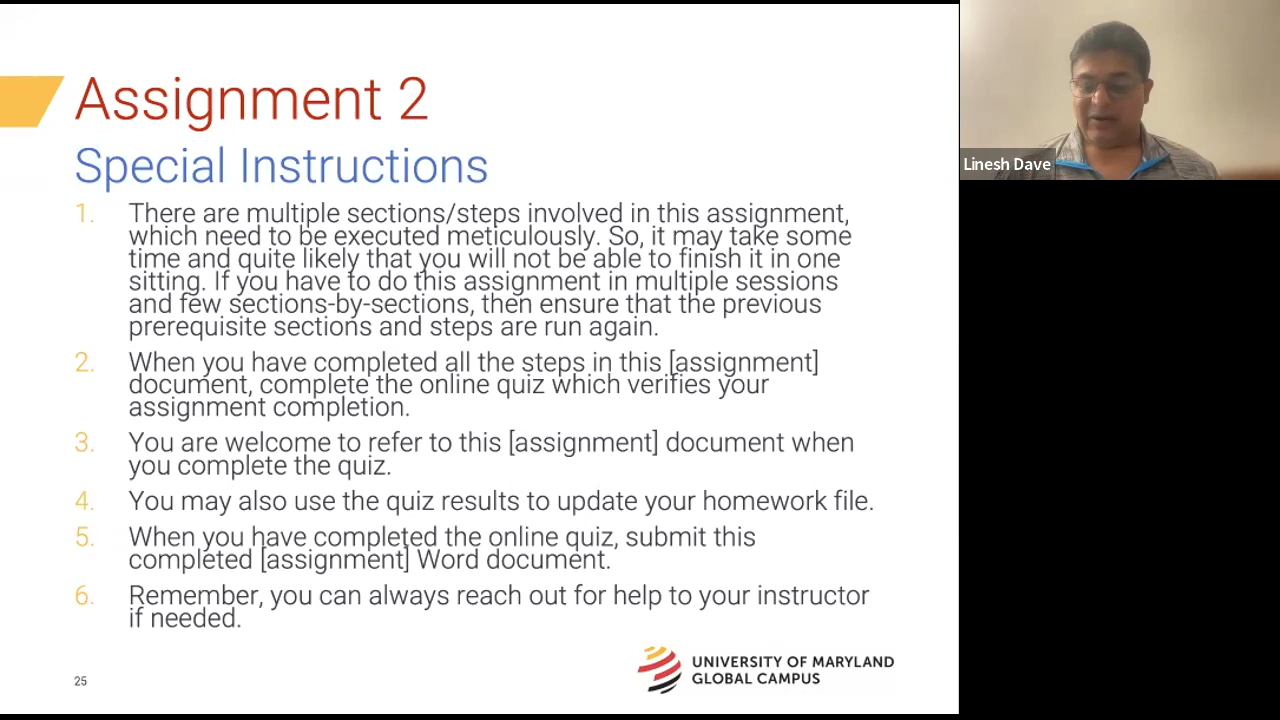 Assignment 2
Special Instructions
1. There are multiple sections/steps involved in this assignment,
which need to be executed meticulously. So, it may take some
time and quite likely that you will not be able to finish it in one
sitting. If you have to do this assignment in multiple sessions
and few sections-by-sections, then ensure that the previous
prerequisite sections and steps are run again.
2. When you have completed all the steps in this [assignment]
document, complete the online quiz which verifies your
assignment completion.
3. You are welcome to refer to this [assignment] document when
you complete the quiz.
4. You may also use the quiz results to update your homework file.
5. When you have completed the online quiz, submit this
completed [assignment] Word document.
6. Remember, you can always reach out for help to your instructor
if needed.
25
UNIVERSITY OF MARYLAND
GLOBAL CAMPUS
Linesh Dave